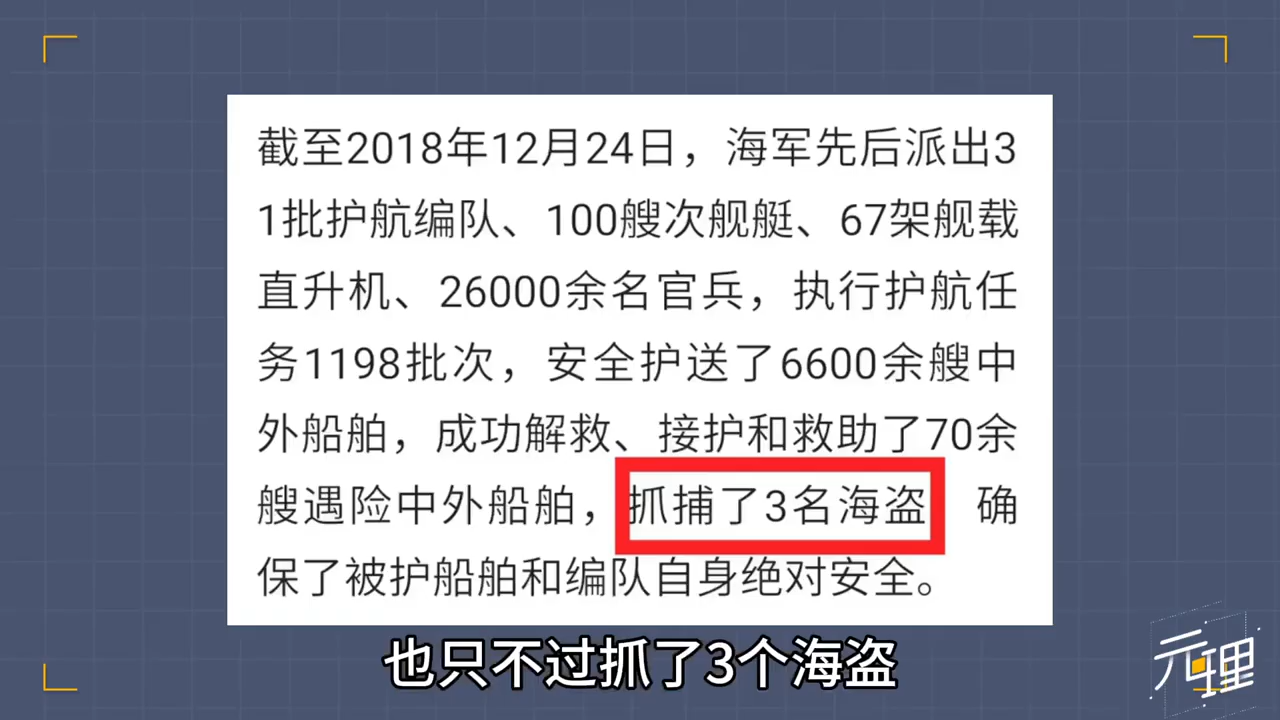 截至2018年12月24日，海军先后派出3
1批护航编队、100艘次舰艇、67架舰载
直升机、26000余名官兵，执行护航任
务1198批次，安全护送了6600余艘中
外船舶，成功解救、接护和救助了70余
艘遇险中外船舶，抓捕了3名海盗 确
保了被护船舶和编队自身绝对安全。
也只不过抓了3个海盗
元理